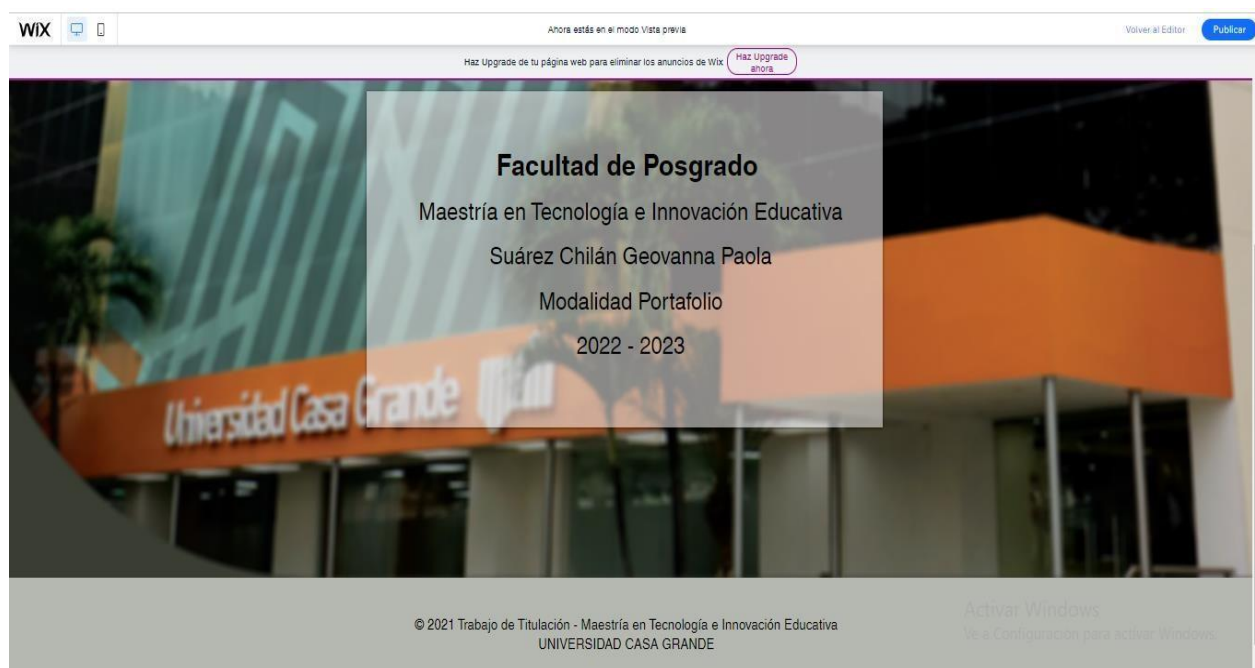 WiX
Ahora estás en el modo Vista previa
Volver al Editor
Publicar
Haz Upgrade de tu página web para eliminar los anuncios de Wix
Haz Upgrade
ahora
Facultad de Posgrado
Maestría en Tecnología e Innovación Educativa
Suárez Chilán Geovanna Paola
Modalidad Portafolio
2022 - 2023
Universidad Casa Grande
© 2021 Trabajo de Titulación - Maestría en Tecnología e Innovación Educativa
UNIVERSIDAD CASA GRANDE
Activar Windows
Ve a Configuración para activar Windows.